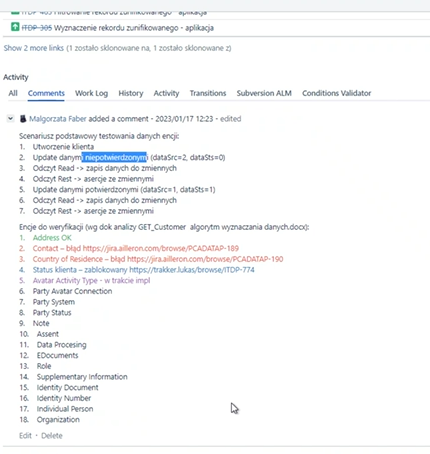 ITDP-463 Filtrowanie rekordu zunifikowanego - aplikacja
ITDP-305 Wyznaczenie rekordu zunifikowanego - aplikacja
Show 2 more links (1 zostało sklonowane na, 1 zostało sklonowane z)
Activity
All Comments Work Log History Activity Transitions Subversion ALM Conditions Validator
Malgorzata Faber added a comment - 2023/01/17 12:23 - edited
Scenariusz podstawowy testowania danych encji:
1. Utworzenie klienta
2. Update danymi niepotwierdzonymi (dataSrc=2, dataSts=0)
3. Odczyt Read -> zapis danych do zmiennych
4. Odczyt Rest -> asercje ze zmiennymi
5. Update danymi potwierdzonymi (dataSrc=1, dataSts=1)
6. Odczyt Read -> zapis danych do zmiennych
7. Odczyt Rest -> asercje ze zmiennymi
Encje do weryfikacji (wg dok analizy GET_Customer algorytm wyznaczania danych.docx):
1. Address OK
2. Contact – błąd https://jira.ailleron.com/browse/PCADATAP-189
3. Country of Residence – błąd https://jira.ailleron.com/browse/PCADATAP-190
4. Status klienta – zablokowany https://trakker.lukas/browse/ITDP-774
5. Avatar Activity Type - w trakcie impl
6. Party Avatar Connection
7. Party System
8. Party Status
9. Note
10. Assent
11. Data Procesing
12. EDocuments
13. Role
14. Supplementary Information
15. Identity Document
16. Identity Number
17. Individual Person
18. Organization
Edit · Delete